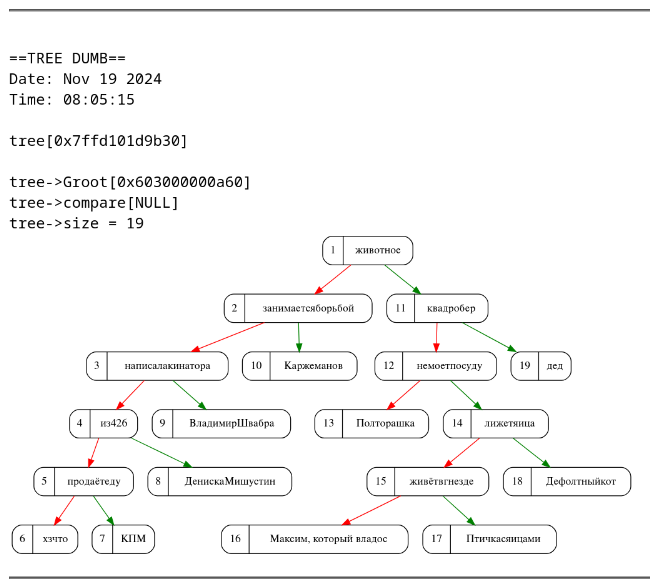 ==TREE DUMB==
Date: Nov 19 2024
Time: 08:05:15
tree[0x7ffd101d9b30]
tree->Groot[0x603000000a60]
tree->compare[NULL]
tree->size = 19
1 животное
2 занимаетсяборьбой
11 квадробер
3 написалакинатора
10 Каржеманов
12 немоетпосуду
19 дед
4 из426
9 ВладимирШвабра
13 Полторашка
14 лижетяица
5 продаётеду
8 ДенискаМишустин
15 живётвгнезде
18 Дефолтныйкот
6 хзчто
7 КПМ
16 Максим, который владос
17 Птичкасяицами